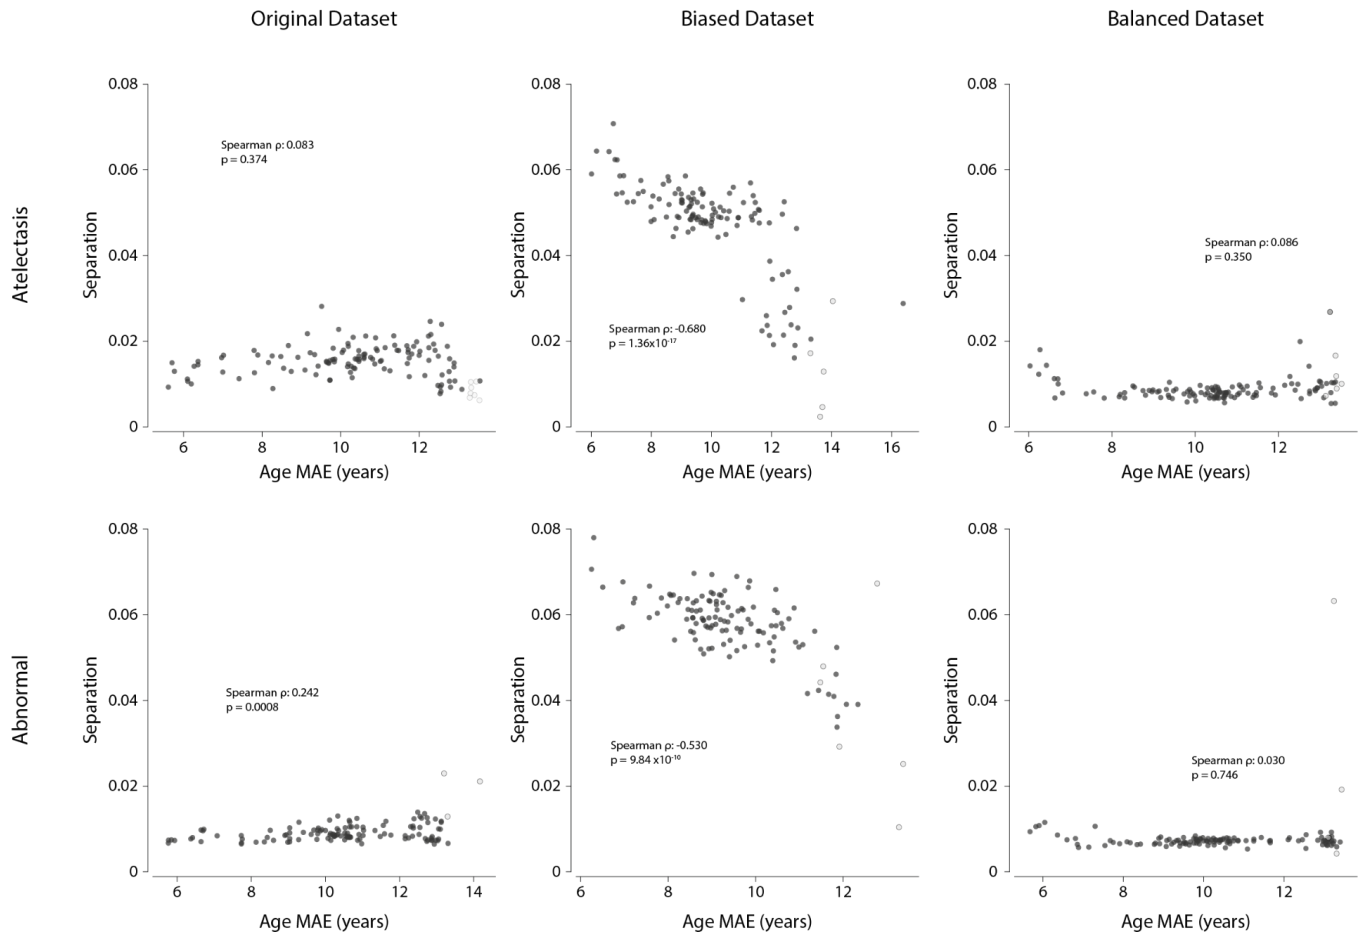 Original Dataset
Biased Dataset
Balanced Dataset
Atelectasis
Separation
0.08
0.06
0.04
0.02
0
Spearman ρ: 0.083
p = 0.374
6
8
10
12
Age MAE (years)
Separation
0.08
0.06
0.04
0.02
0
Spearman ρ: -0.680
p = 1.36x10⁻¹⁷
6
8
10
12
14
16
Age MAE (years)
Separation
0.08
0.06
0.04
0.02
0
Spearman ρ: 0.086
p = 0.350
6
8
10
12
Age MAE (years)
Abnormal
Separation
0.08
0.06
0.04
0.02
0
Spearman ρ: 0.242
p = 0.0008
6
8
10
12
14
Age MAE (years)
Separation
0.08
0.06
0.04
0.02
0
Spearman ρ: -0.530
p = 9.84 x10⁻¹⁰
6
8
10
12
Age MAE (years)
Separation
0.08
0.06
0.04
0.02
0
Spearman ρ: 0.030
p = 0.746
6
8
10
12
Age MAE (years)